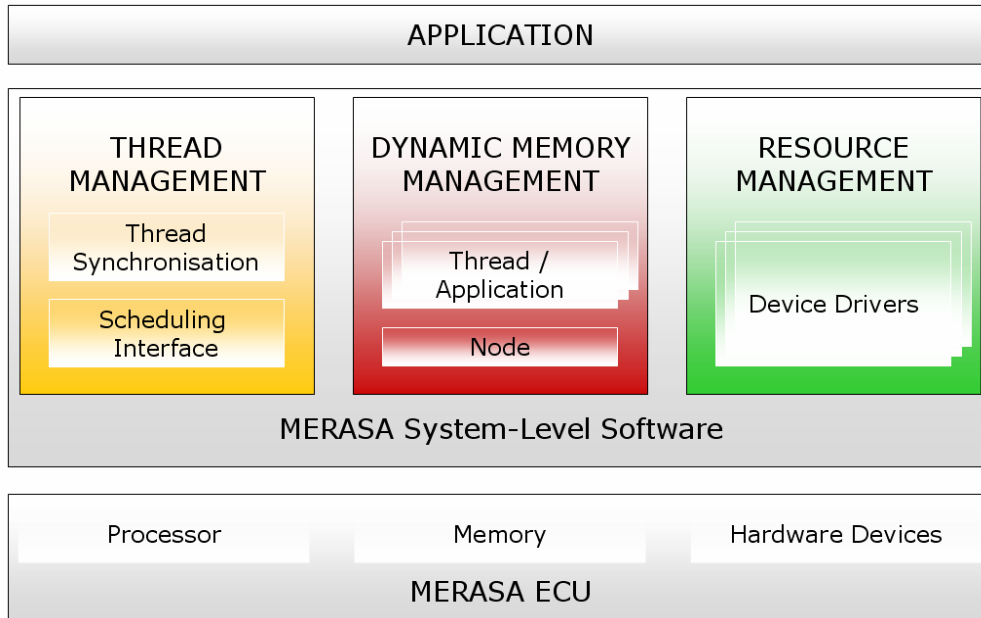 APPLICATION
THREAD
MANAGEMENT
Thread
Synchronisation
Scheduling
Interface
DYNAMIC MEMORY
MANAGEMENT
Thread /
Application
Node
RESOURCE
MANAGEMENT
Device Drivers
MERASA System-Level Software
Processor
Memory
Hardware Devices
MERASA ECU